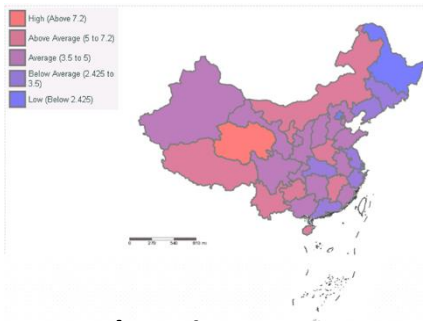 High (Above 7.2)
Above Average (5 to 7.2)
Average (3.5 to 5)
Below Average (2.425 to
3.5)
Low (Below 2.425)